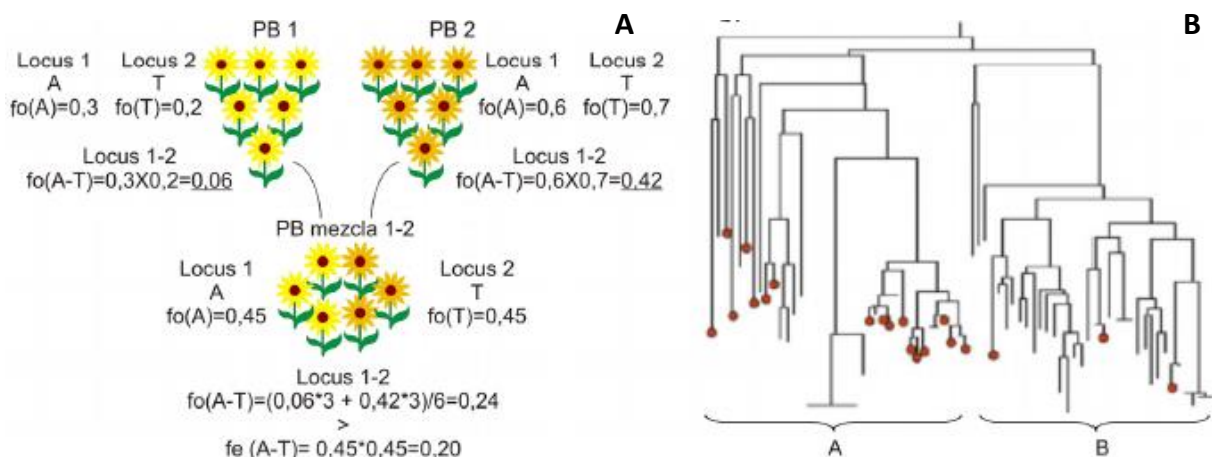 PB 1
PB 2
A
Locus 1
Locus 2
A
T
fo(A)=0,3
fo(T)=0,2
Locus 1
Locus 2
A
T
fo(A)=0,6
fo(T)=0,7
Locus 1-2
fo(A-T)=0,3X0,2=0,06
Locus 1-2
fo(A-T)=0,6X0,7=0,42
PB mezcla 1-2
Locus 1
Locus 2
A
T
fo(A)=0,45
fo(T)=0,45
Locus 1-2
fo(A-T)=(0,06*3 + 0,42*3)/6=0,24
>
fe (A-T)= 0,45*0,45=0,20
B
A
B